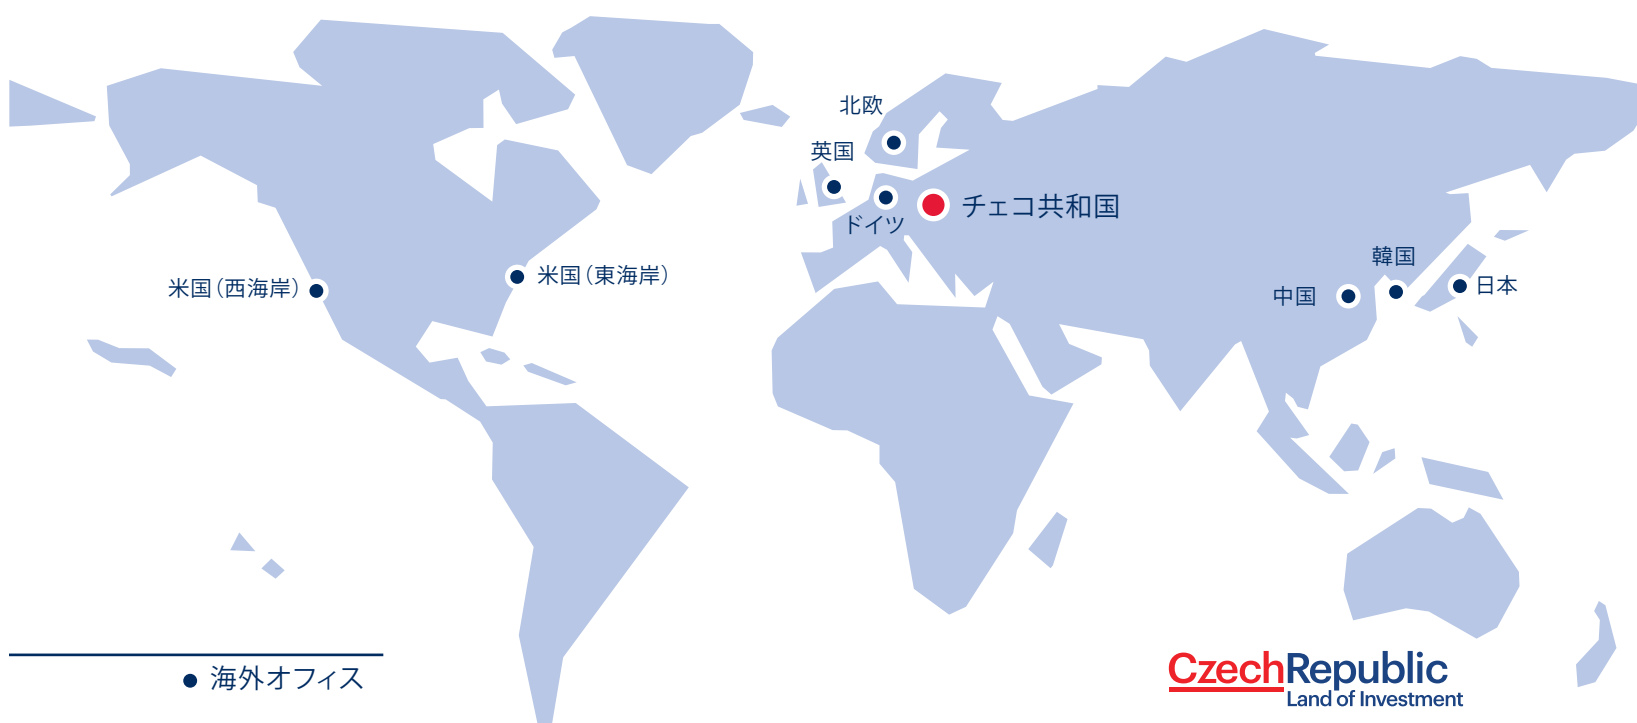 北欧
英国
チェコ共和国
ドイツ
韓国
米国（東海岸）
米国（西海岸）
日本
中国
海外オフィス
CzechRepublic
Land of Investment